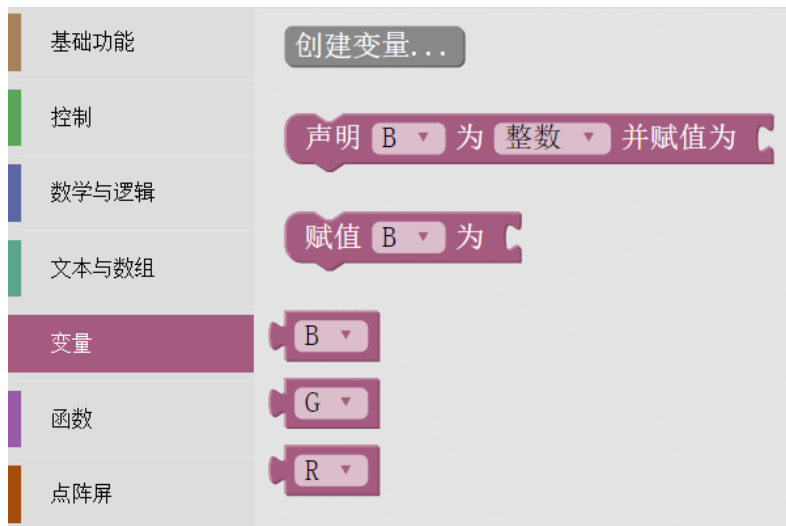 基础功能
控制
数学与逻辑
文本与数组
变量
函数
点阵屏
创建变量...
声明 B 为 整数 并赋值为
赋值 B 为
B
G
R